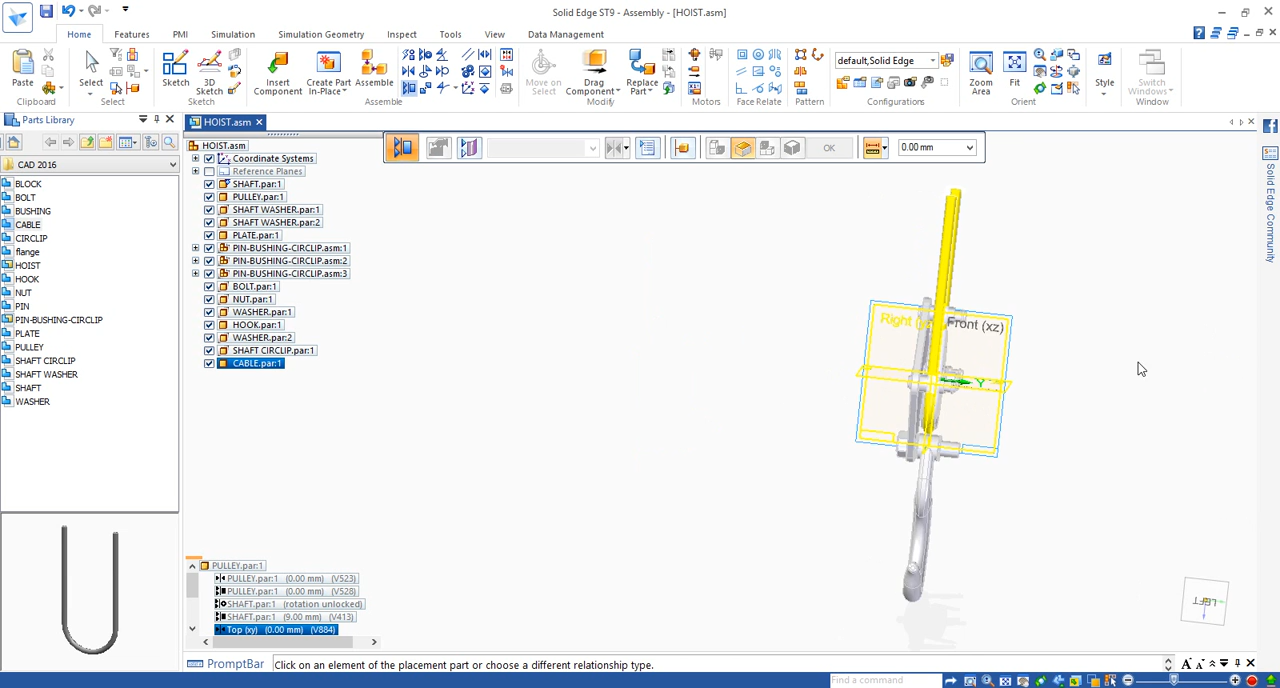 Solid Edge ST9 - Assembly - [HOIST.asm]
Home Features PMI Simulation Simulation Geometry Inspect Tools View Data Management
Paste
Clipboard
Select
Select
Sketch
3D Sketch
Sketch
Insert Component
Create Part In-Place
Assemble
Assemble
Move on Select
Drag Component
Replace Part
Modify
Motors
Face Relate
Pattern
default,Solid Edge
Configurations
Zoom Area
Fit
Orient
Style
Switch Windows
Window
Parts Library
CAD 2016
BLOCK
BOLT
BUSHING
CABLE
CIRCLIP
flange
HOIST
HOOK
NUT
PIN
PIN-BUSHING-CIRCLIP
PLATE
PULLEY
SHAFT CIRCLIP
SHAFT WASHER
SHAFT
WASHER
HOIST.asm
HOIST.asm
Coordinate Systems
Reference Planes
SHAFT.par:1
PULLEY.par:1
SHAFT WASHER.par:1
SHAFT WASHER.par:2
PLATE.par:1
PIN-BUSHING-CIRCLIP.asm:1
PIN-BUSHING-CIRCLIP.asm:2
PIN-BUSHING-CIRCLIP.asm:3
BOLT.par:1
NUT.par:1
WASHER.par:1
HOOK.par:1
WASHER.par:2
SHAFT CIRCLIP.par:1
CABLE.par:1
OK
0.00 mm
Right
Front (xz)
Y
LEFT
PULLEY.par:1
PULLEY.par:1 (0.00 mm) (V523)
PULLEY.par:1 (0.00 mm) (V528)
SHAFT.par:1 (rotation unlocked)
SHAFT.par:1 (9.00 mm) (V413)
Top (xy) (0.00 mm) (V884)
PromptBar
Click on an element of the placement part or choose a different relationship type.
Find a command
Solid Edge Community